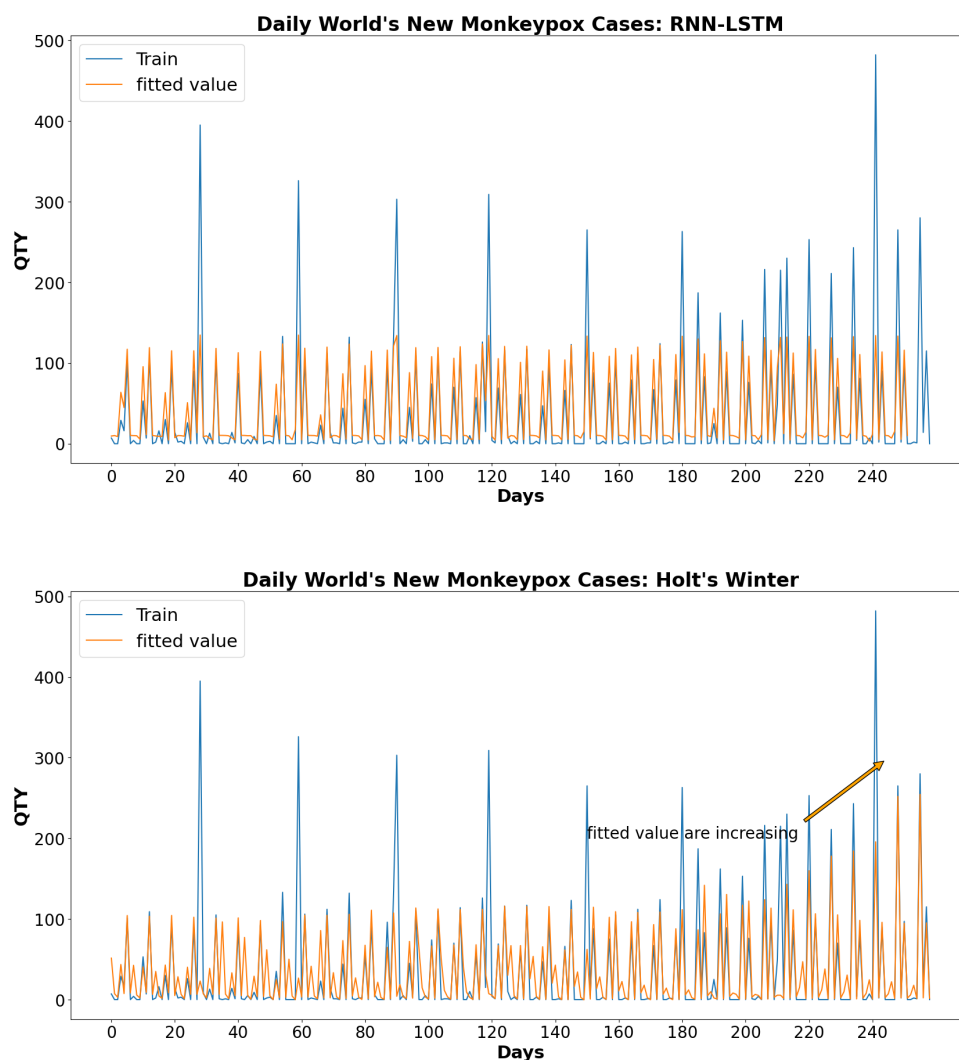 Daily World's New Monkeypox Cases: RNN-LSTM
500
Train
fitted value
400
300
QTY
200
100
0
0 20 40 60 80 100 120 140 160 180 200 220 240
Days
Daily World's New Monkeypox Cases: Holt's Winter
500
Train
fitted value
400
300
QTY
fitted value are increasing
200
100
0
0 20 40 60 80 100 120 140 160 180 200 220 240
Days